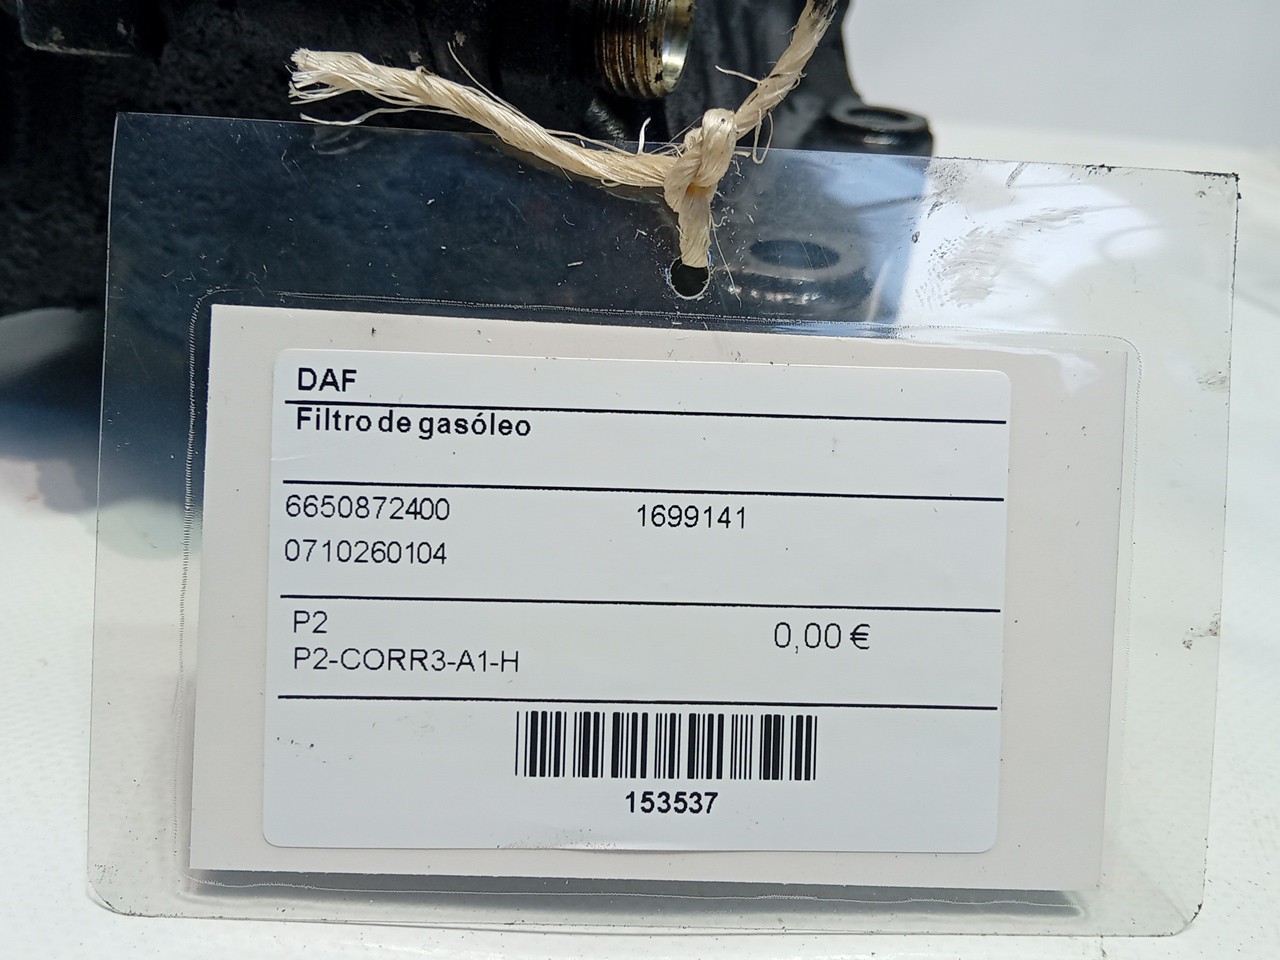 DAF
Filtro de gasóleo
6650872400 1699141
0710260104
P2 0,00 €
P2-CORR3-A1-H
153537